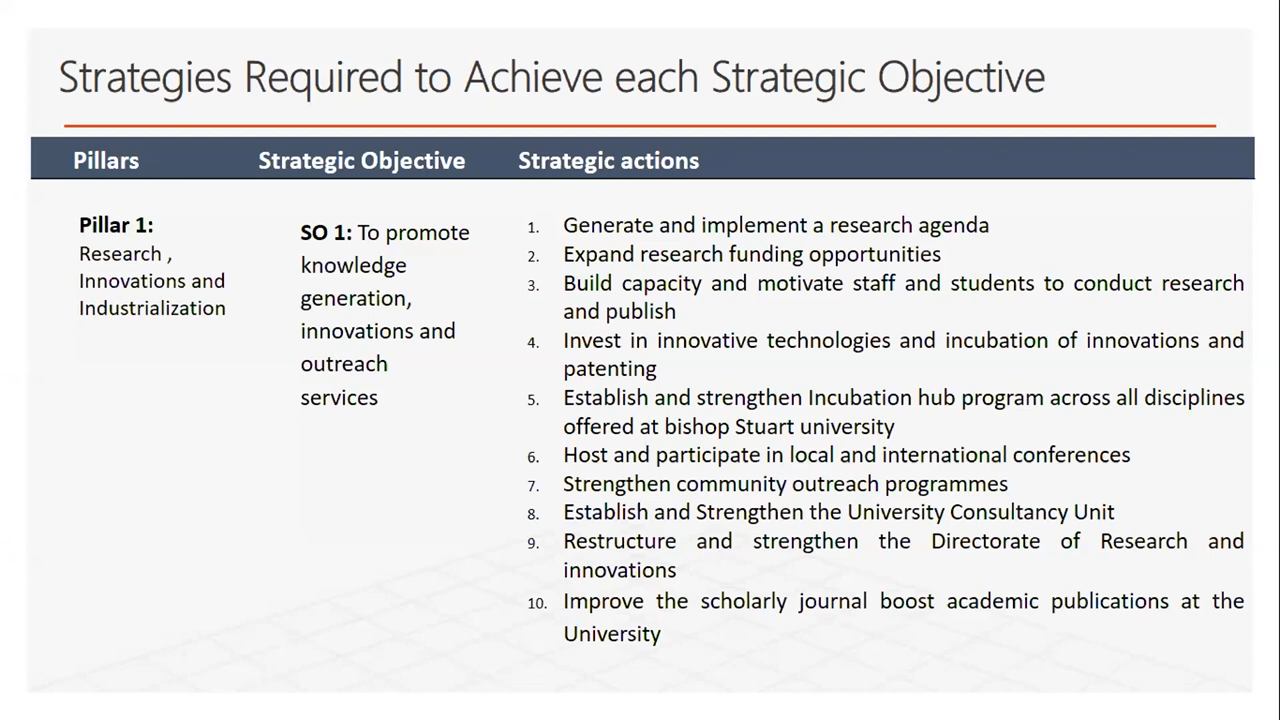 Strategies Required to Achieve each Strategic Objective
Pillars Strategic Objective Strategic actions
Pillar 1:
Research ,
Innovations and
Industrialization
SO 1: To promote
knowledge
generation,
innovations and
outreach
services
1. Generate and implement a research agenda
2. Expand research funding opportunities
3. Build capacity and motivate staff and students to conduct research
and publish
4. Invest in innovative technologies and incubation of innovations and
patenting
5. Establish and strengthen Incubation hub program across all disciplines
offered at bishop Stuart university
6. Host and participate in local and international conferences
7. Strengthen community outreach programmes
8. Establish and Strengthen the University Consultancy Unit
9. Restructure and strengthen the Directorate of Research and
innovations
10. Improve the scholarly journal boost academic publications at the
University